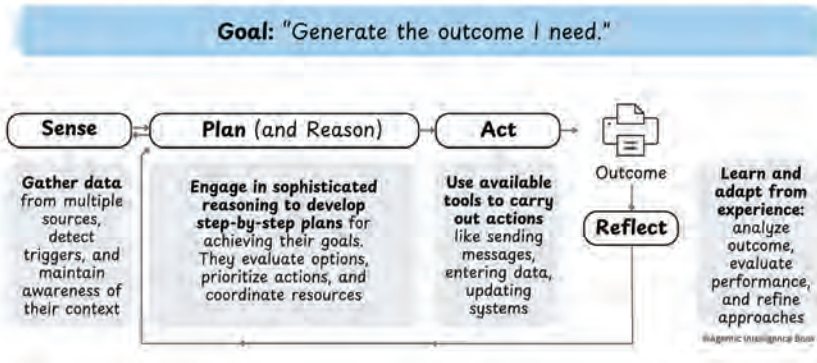 Goal: "Generate the outcome I need."
Sense
Plan (and Reason)
Act
Outcome
Reflect
Gather data
from multiple
sources,
detect
triggers, and
maintain
awareness of
their context
Engage in sophisticated
reasoning to develop
step-by-step plans for
achieving their goals.
They evaluate options,
prioritize actions, and
coordinate resources
Use available
tools to carry
out actions
like sending
messages,
entering data,
updating
systems
Learn and
adapt from
experience:
analyze
outcome,
evaluate
performance,
and refine
approaches
©Agentic Intelligence Book